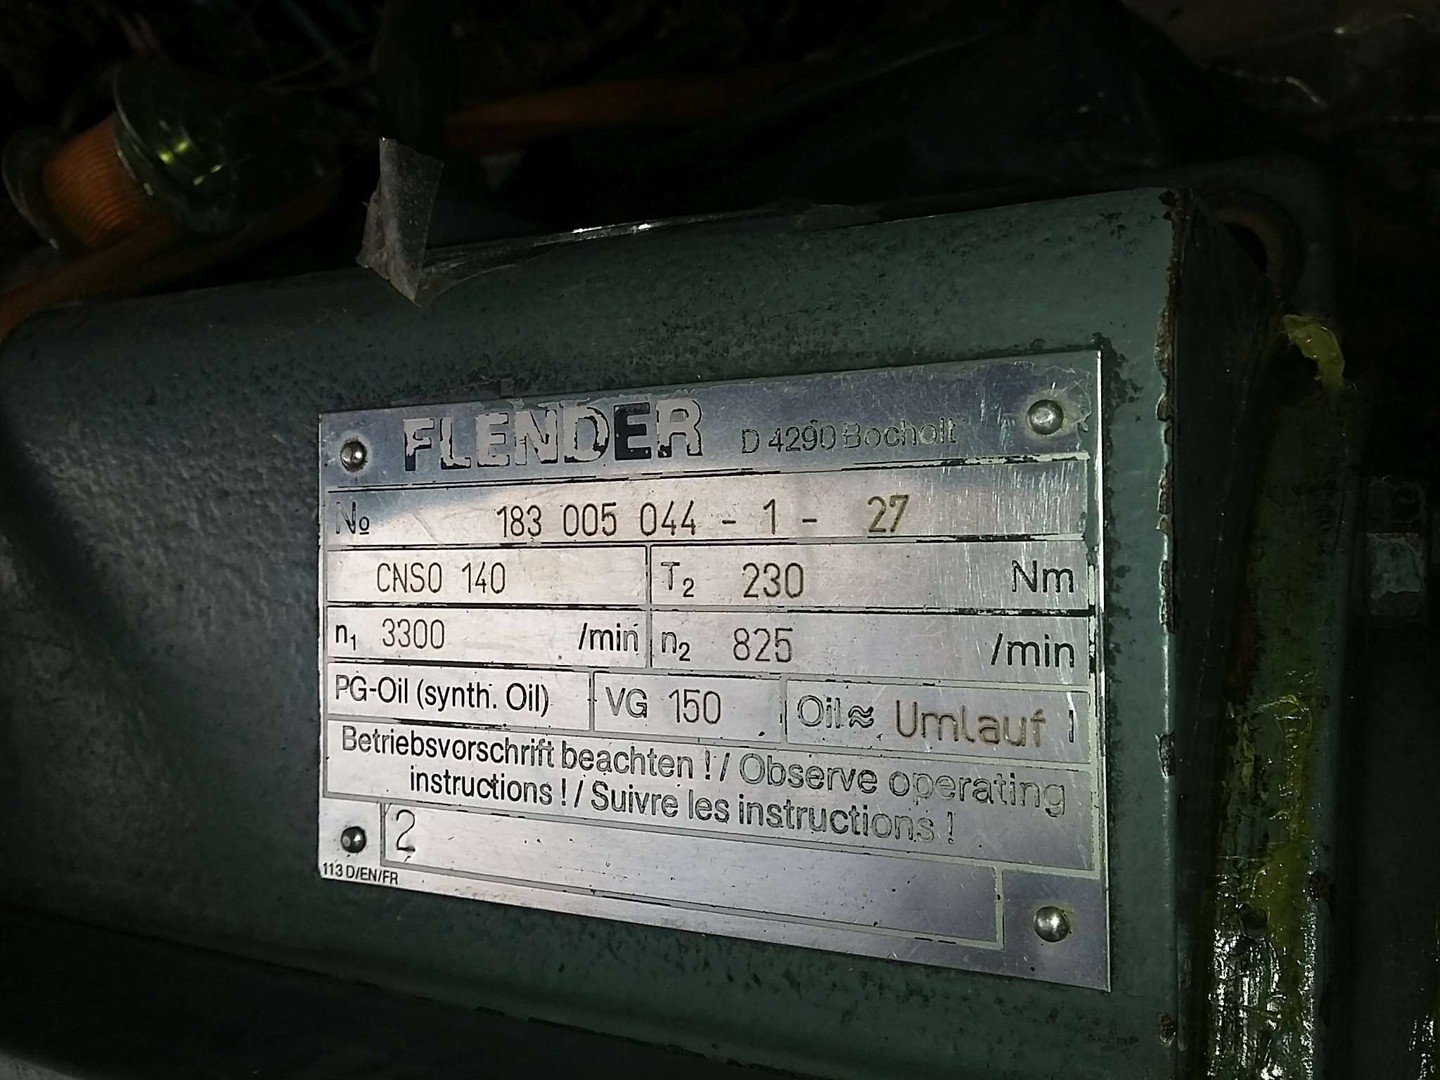 FLENDER D 4290 Bocholt
No 183 005 044 - 1 - 27
CNSO 140 T2 230 Nm
n1 3300 /min n2 825 /min
PG-Oil (synth. Oil) VG 150 Oil≈ Umlauf l
Betriebsvorschrift beachten ! / Observe operating
instructions ! / Suivre les instructions !
2
113 D/EN/FR